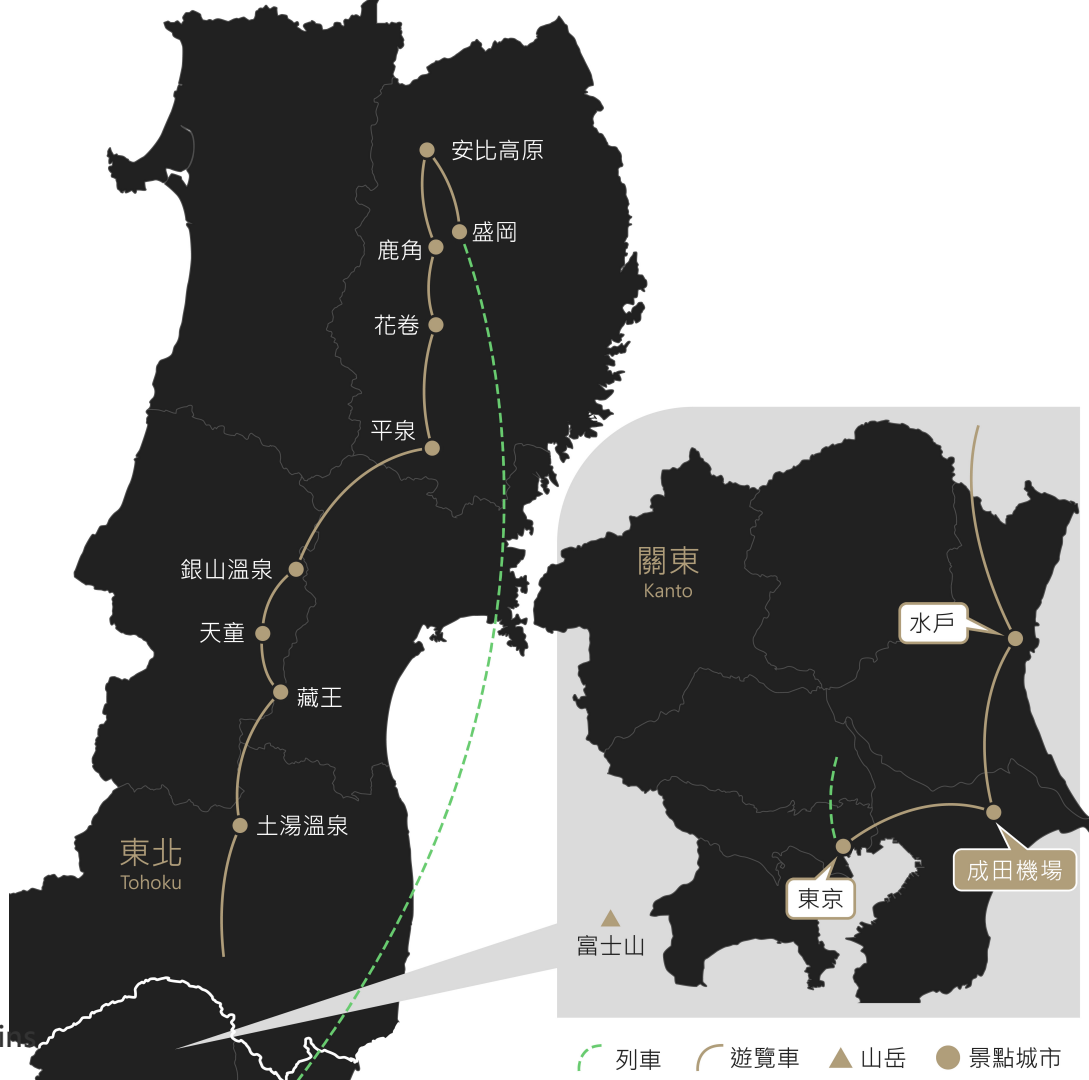 安比高原
盛岡
鹿角
花卷
平泉
銀山溫泉
天童
藏王
土湯溫泉
東北
Tohoku
ins
關東
Kanto
水戶
成田機場
東京
富士山
列車
遊覽車
山岳
景點城市